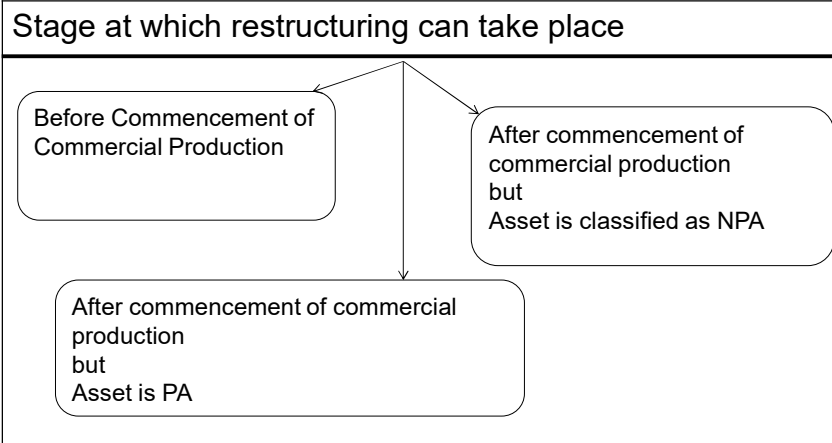 Stage at which restructuring can take place
Before Commencement of
Commercial Production
After commencement of
commercial production
but
Asset is classified as NPA
After commencement of commercial
production
but
Asset is PA